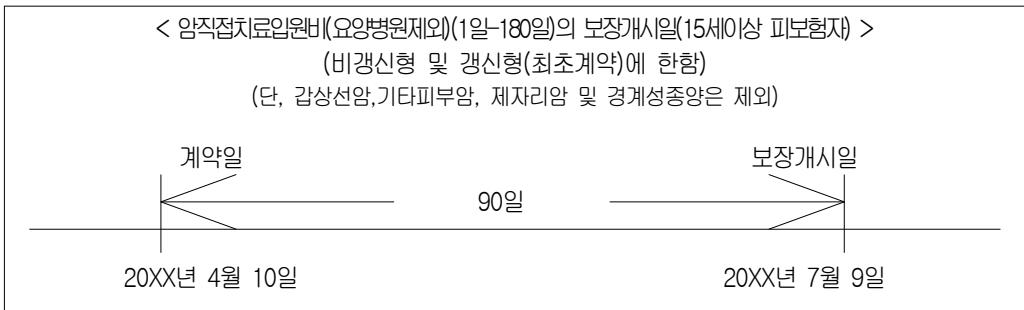 < 암직접치료입원비(요양병원제외)(1일-180일)의 보장개시일(15세이상 피보험자) >
(비갱신형 및 갱신형(최초계약)에 한함)
(단, 갑상선암,기타피부암, 제자리암 및 경계성종양은 제외)
계약일 보장개시일
90일
20XX년 4월 10일 20XX년 7월 9일